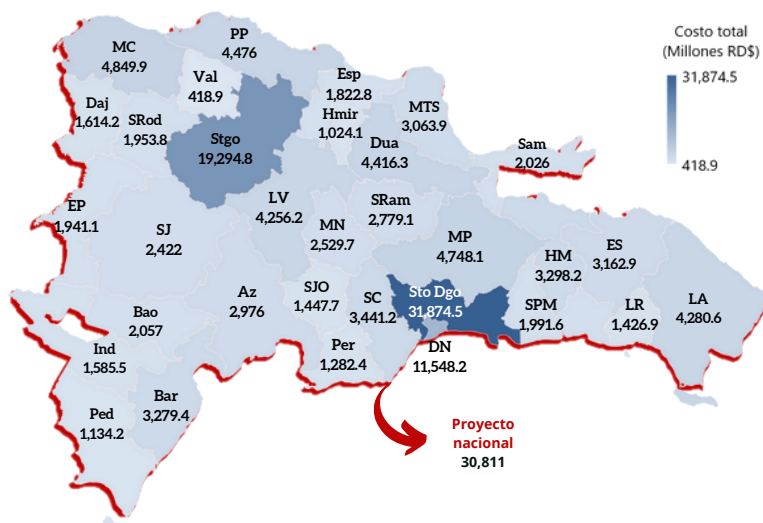 Costo total
(Millones RD$)
31,874.5
418.9
MC
4,849.9
PP
4,476
Val
418.9
Esp
1,822.8
MTS
3,063.9
Daj
1,614.2
SRod
1,953.8
Hmir
1,024.1
Stgo
19,294.8
Dua
4,416.3
Sam
2,026
EP
1,941.1
SJ
2,422
LV
4,256.2
SRam
2,779.1
MN
2,529.7
MP
4,748.1
HM
3,298.2
ES
3,162.9
Az
2,976
SJO
1,447.7
SC
3,441.2
Sto Dgo
31,874.5
SPM
1,991.6
LR
1,426.9
LA
4,280.6
Bao
2,057
Ind
1,585.5
Per
1,282.4
DN
11,548.2
Bar
3,279.4
Ped
1,134.2
Proyecto
nacional
30,811